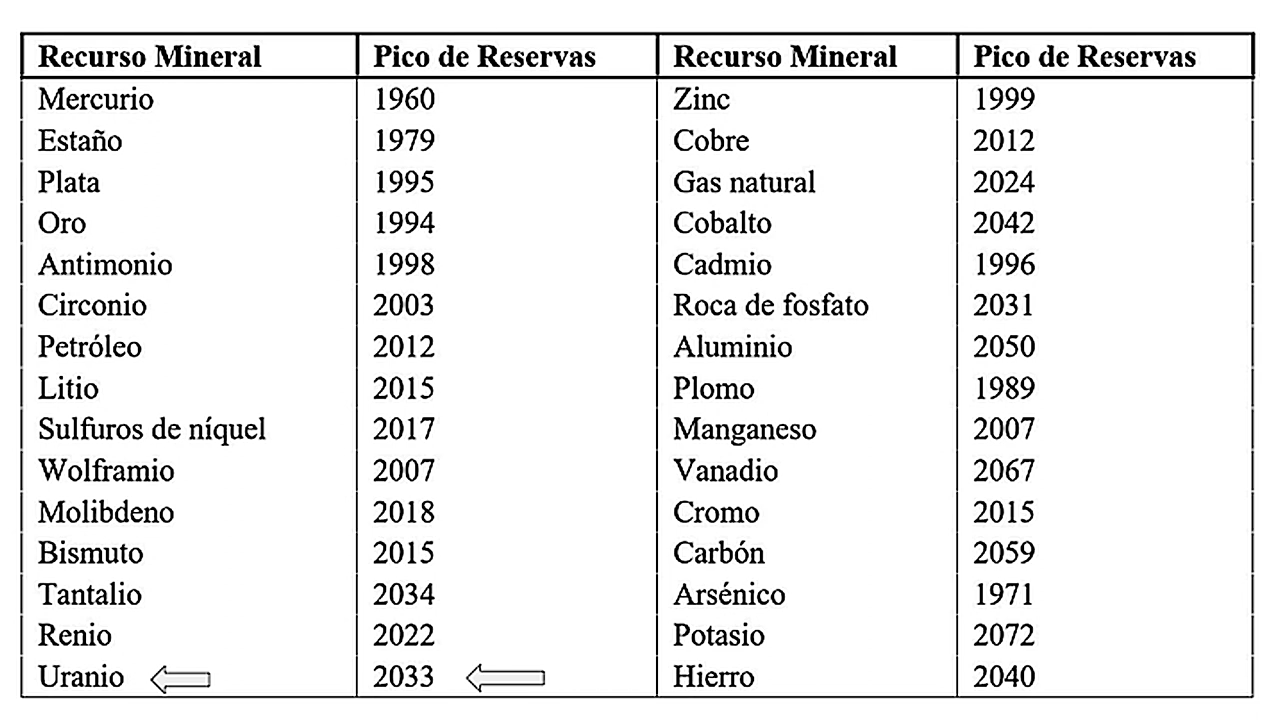 Recurso Mineral Pico de Reservas Recurso Mineral Pico de Reservas
Mercurio 1960 Zinc 1999
Estaño 1979 Cobre 2012
Plata 1995 Gas natural 2024
Oro 1994 Cobalto 2042
Antimonio 1998 Cadmio 1996
Circonio 2003 Roca de fosfato 2031
Petróleo 2012 Aluminio 2050
Litio 2015 Plomo 1989
Sulfuros de níquel 2017 Manganeso 2007
Wolframio 2007 Vanadio 2067
Molibdeno 2018 Cromo 2015
Bismuto 2015 Carbón 2059
Tantalio 2034 Arsénico 1971
Renio 2022 Potasio 2072
Uranio 2033 Hierro 2040